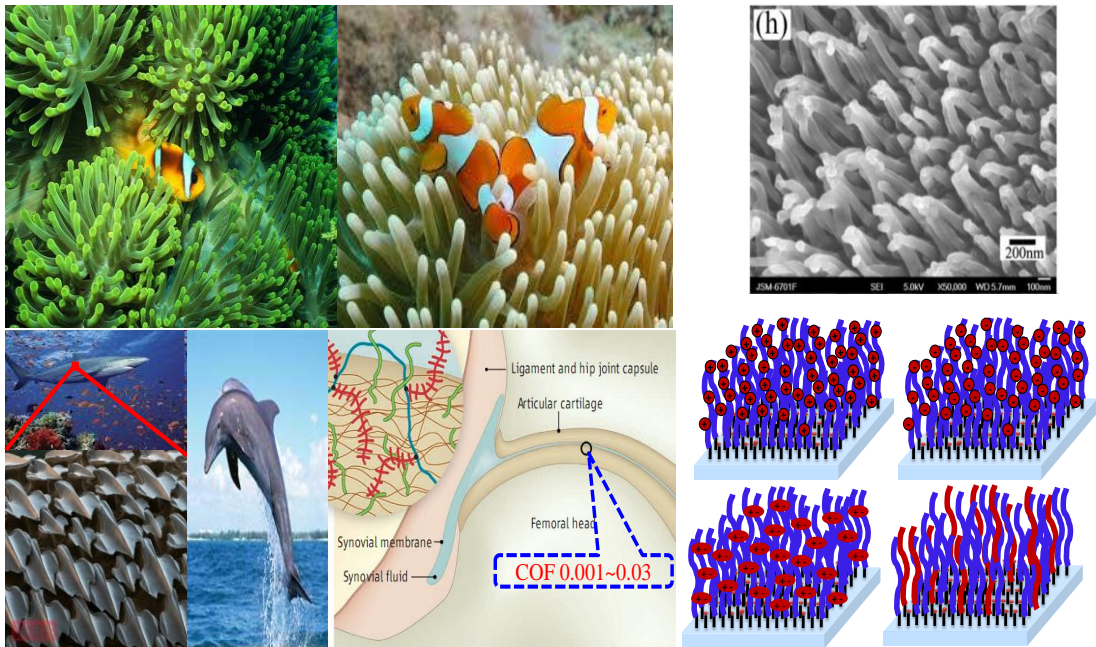 (h)
200nm
JSM-6701F SEI 5.0kV X50,000 WD 5.7mm 100nm
Ligament and hip joint capsule
Articular cartilage
Femoral head
Synovial membrane
COF 0.001~0.03
Synovial fluid